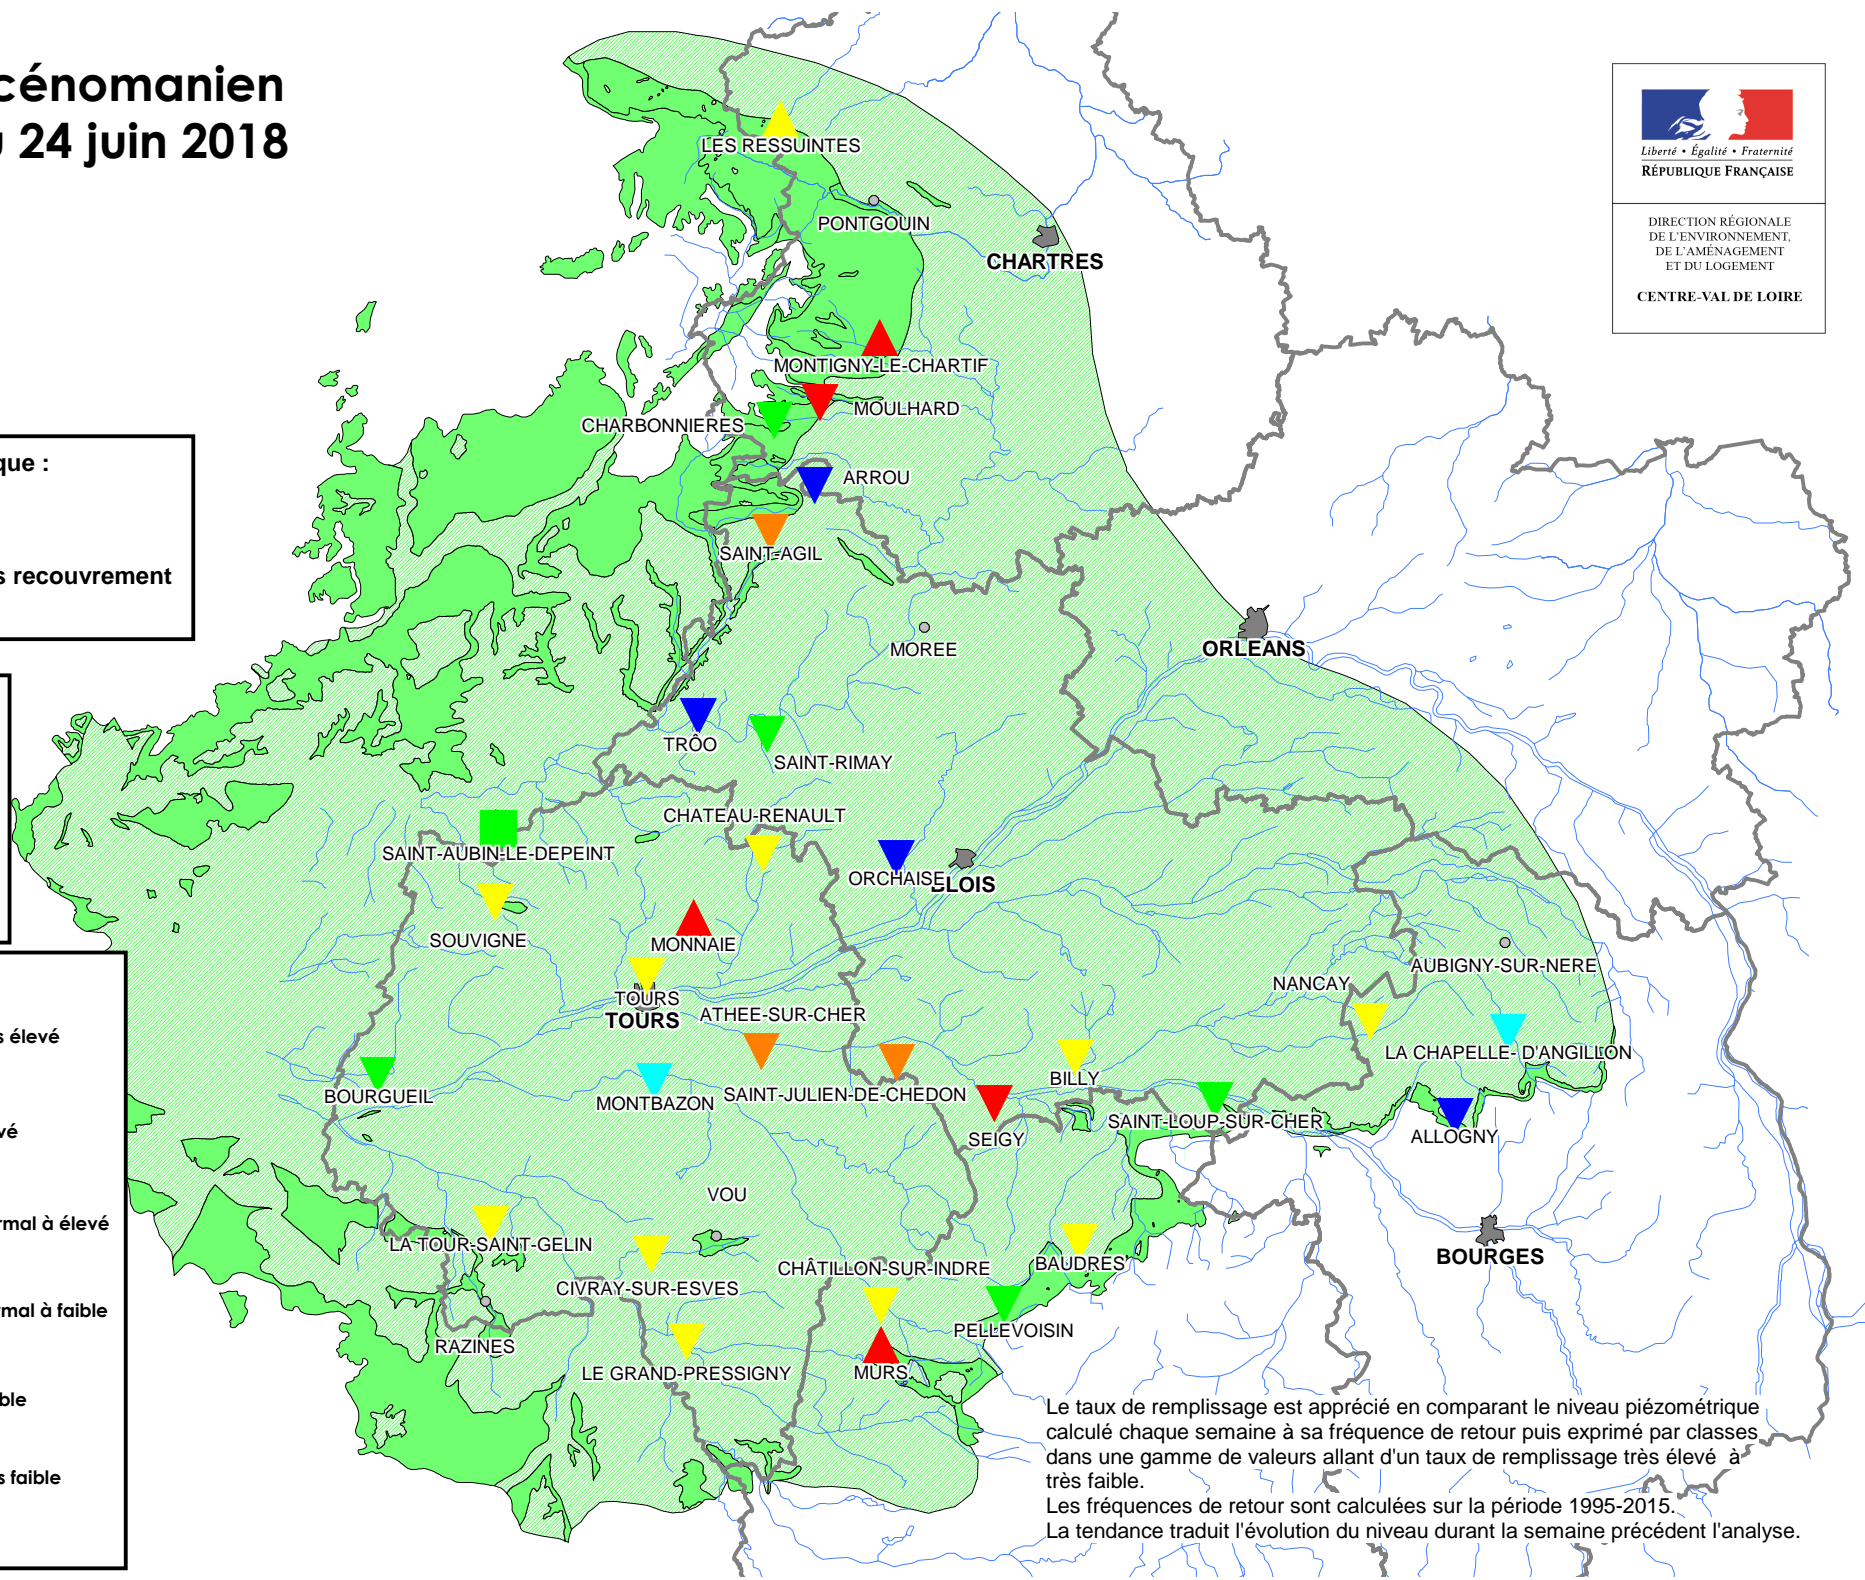 cénomanien
24 juin 2018
Liberté • Égalité • Fraternité
RÉPUBLIQUE FRANÇAISE
DIRECTION RÉGIONALE
DE L'ENVIRONNEMENT,
DE L'AMÉNAGEMENT
ET DU LOGEMENT
CENTRE-VAL DE LOIRE
LES RESSUINTES
PONTGOUIN
CHARTRES
MONTIGNY-LE-CHARTIF
MOULHARD
CHARBONNIERES
ARROU
SAINT-AGIL
que :
s recouvrement
MOREE
ORLEANS
TRÔO
SAINT-RIMAY
CHATEAU-RENAULT
SAINT-AUBIN-LE-DEPEINT
ORCHAISE
BLOIS
SOUVIGNE
MONNAIE
AUBIGNY-SUR-NERE
NANCAY
TOURS
TOURS
ATHEE-SUR-CHER
s élevé
LA CHAPELLE- D'ANGILLON
BILLY
BOURGUEIL
MONTBAZON
SAINT-JULIEN-DE-CHEDON
SAINT-LOUP-SUR-CHER
SEIGY
ALLOGNY
vé
VOU
rmal à élevé
LA TOUR-SAINT-GELIN
BOURGES
BAUDRES
CHÂTILLON-SUR-INDRE
CIVRAY-SUR-ESVES
rmal à faible
PELLEVOISIN
RAZINES
LE GRAND-PRESSIGNY
MURS
ble
s faible
Le taux de remplissage est apprécié en comparant le niveau piézométrique
calculé chaque semaine à sa fréquence de retour puis exprimé par classes
dans une gamme de valeurs allant d'un taux de remplissage très élevé à
très faible.
Les fréquences de retour sont calculées sur la période 1995-2015.
La tendance traduit l'évolution du niveau durant la semaine précédent l'analyse.